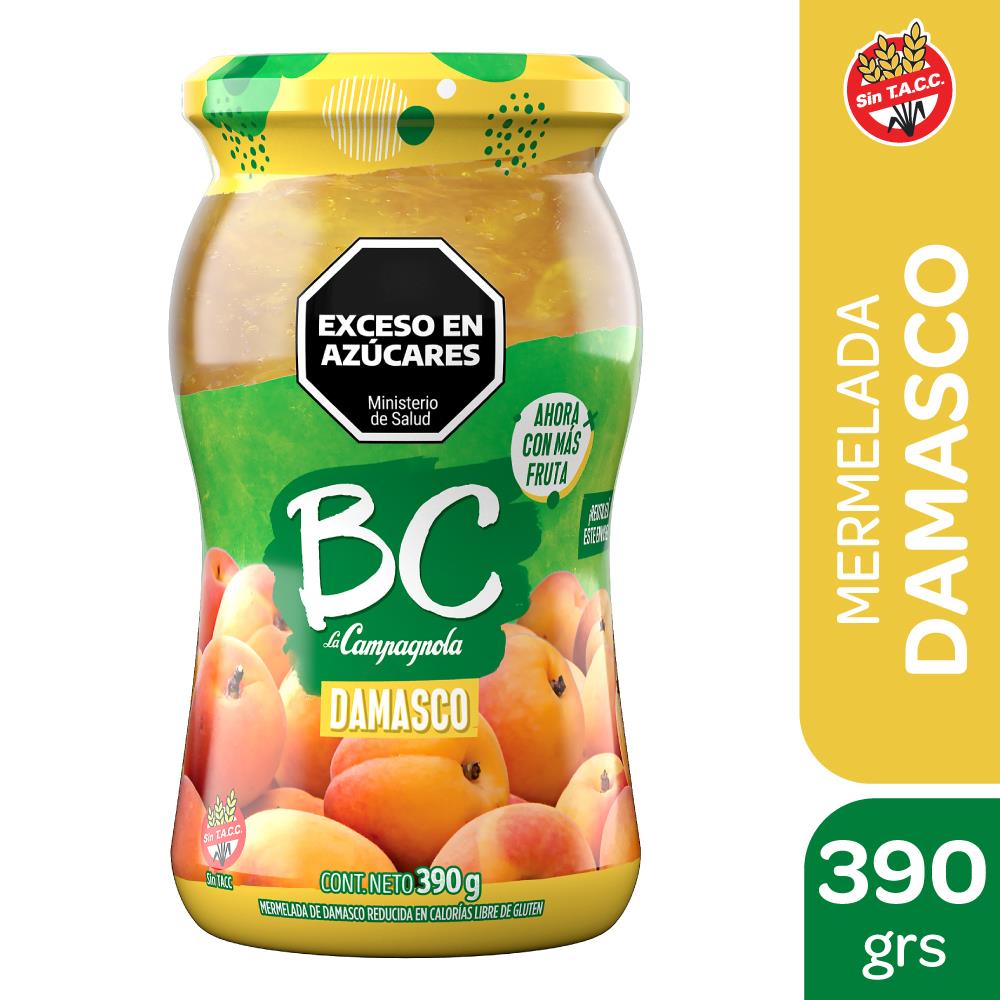 EXCESO EN
AZÚCARES
Ministerio
de Salud
AHORA
CON MÁS
FRUTA
BC
La Campagnola
DAMASCO
Sin T.A.C.C.
Sin TACC
CONT. NETO 390 g
MERMELADA DE DAMASCO REDUCIDA EN CALORÍAS LIBRE DE GLUTEN
Sin T.A.C.C.
MERMELADA
DAMASCO
390
grs